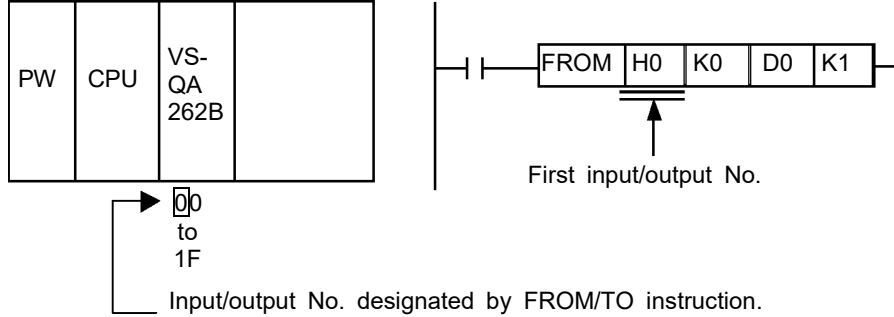 PW
CPU
VS-
QA
262B
00
to
1F
Input/output No. designated by FROM/TO instruction.
FROM H0 K0 D0 K1
First input/output No.